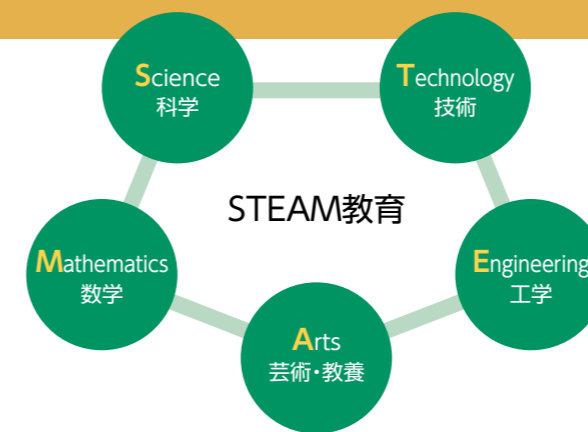 Science
科学
Technology
技術
STEAM教育
Mathematics
数学
Engineering
工学
Arts
芸術・教養